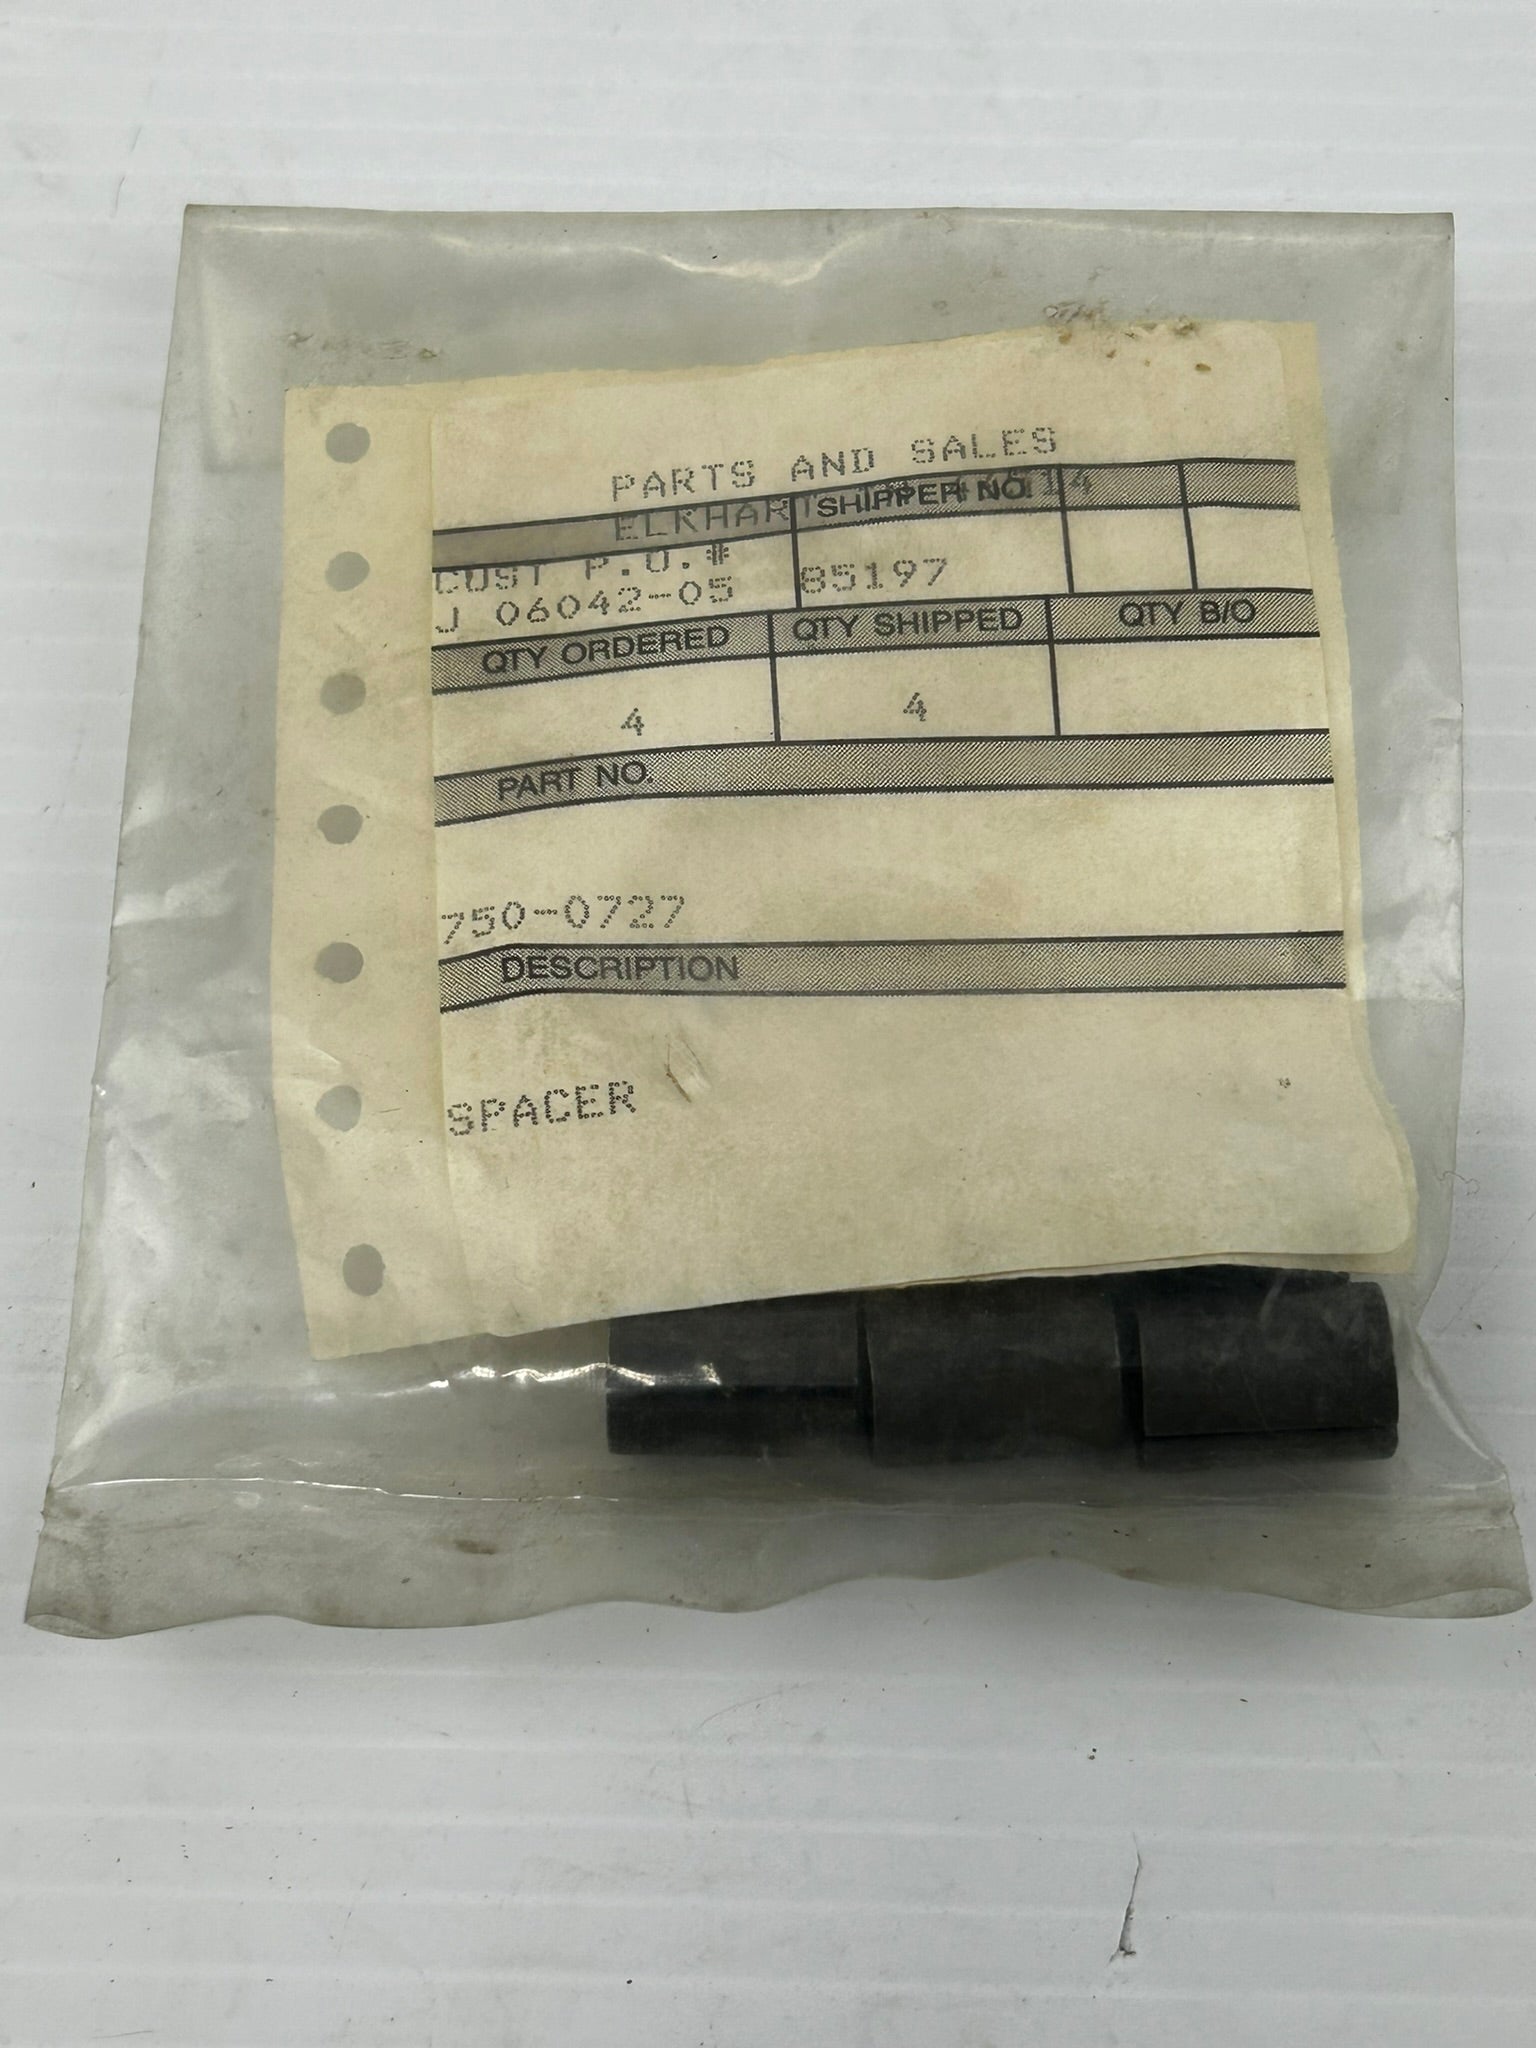 PARTS AND SALES
ELKHART
SHIPPER NO.
CUST P.O.#
J 06042-05
85197
QTY ORDERED QTY SHIPPED QTY B/O
4 4
PART NO.
750-0727
DESCRIPTION
SPACER